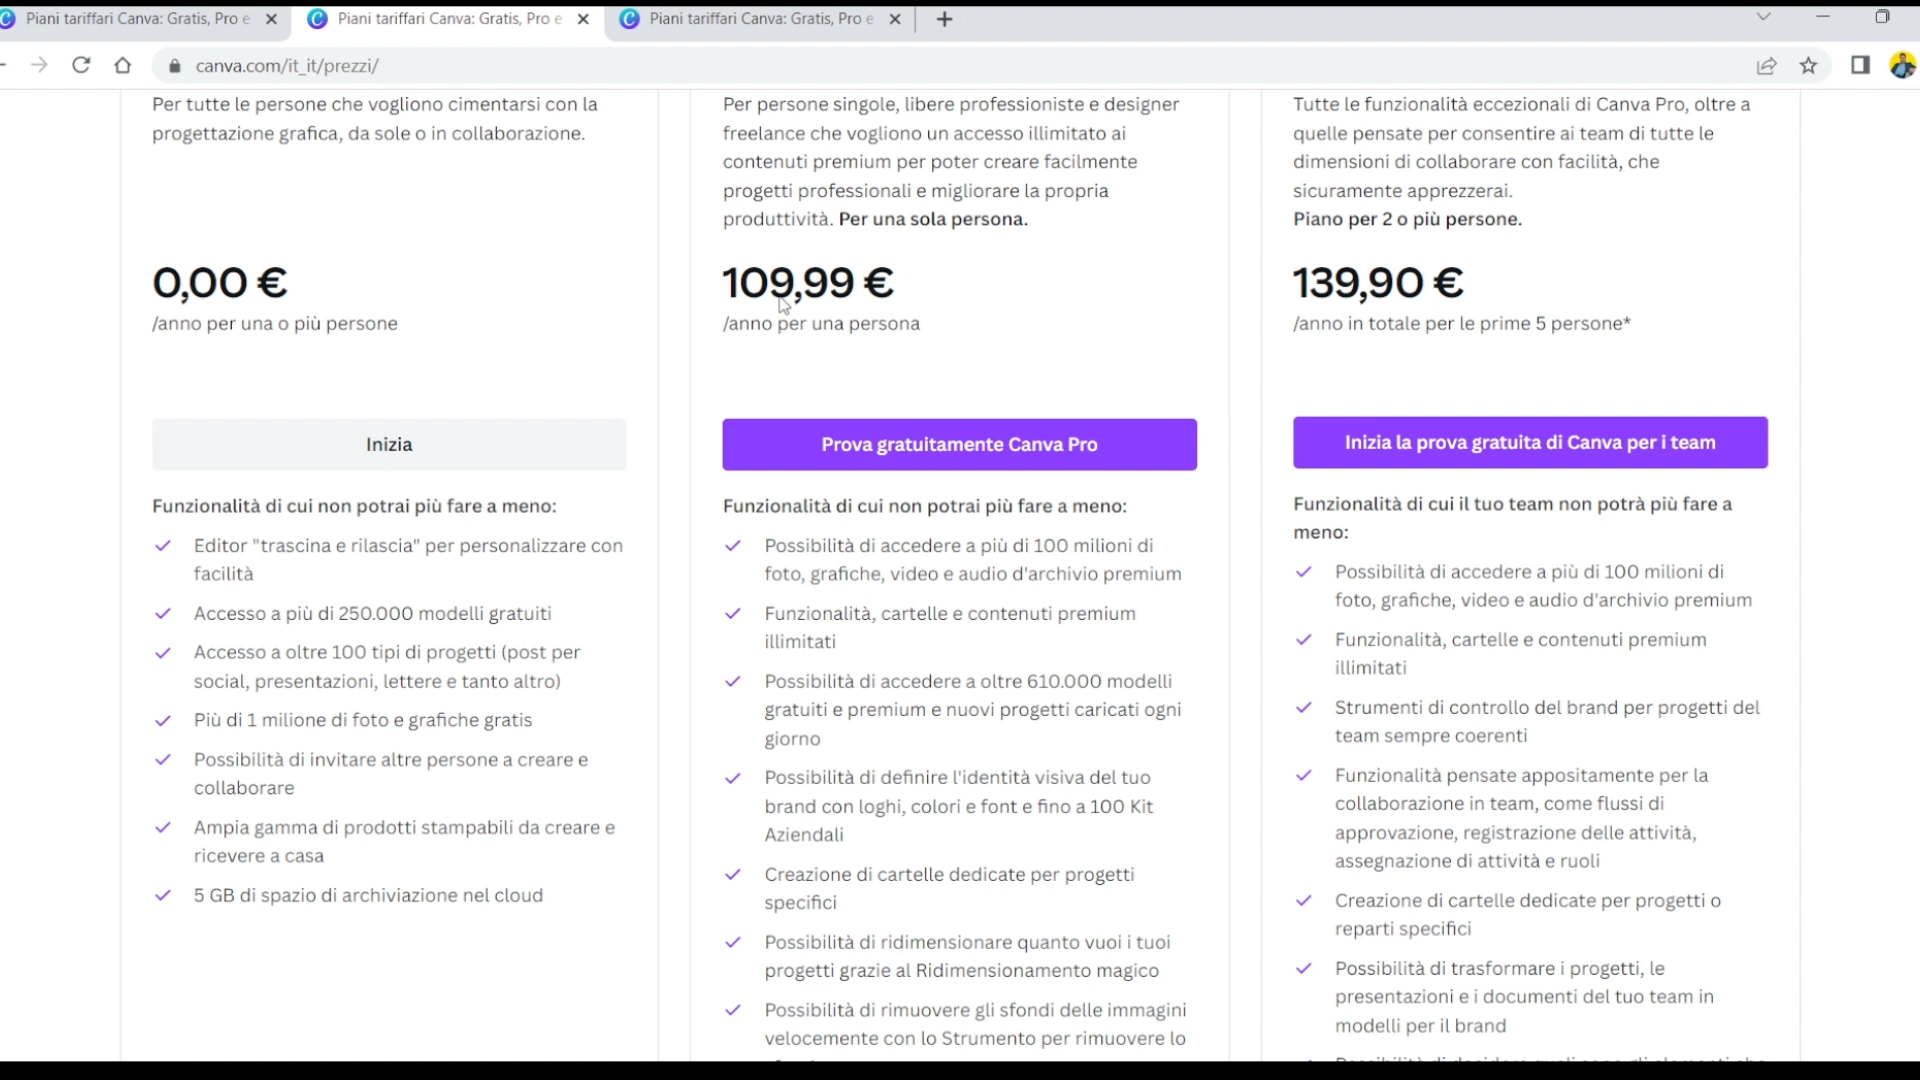 Piani tariffari Canva: Gratis, Pro e
Piani tariffari Canva: Gratis, Pro e
Piani tariffari Canva: Gratis, Pro e
canva.com/it_it/prezzi/
Per tutte le persone che vogliono cimentarsi con la
progettazione grafica, da sole o in collaborazione.
0,00 €
/anno per una o più persone
Inizia
Funzionalità di cui non potrai più fare a meno:
Editor "trascina e rilascia" per personalizzare con
facilità
Accesso a più di 250.000 modelli gratuiti
Accesso a oltre 100 tipi di progetti (post per
social, presentazioni, lettere e tanto altro)
Più di 1 milione di foto e grafiche gratis
Possibilità di invitare altre persone a creare e
collaborare
Ampia gamma di prodotti stampabili da creare e
ricevere a casa
5 GB di spazio di archiviazione nel cloud
Per persone singole, libere professioniste e designer
freelance che vogliono un accesso illimitato ai
contenuti premium per poter creare facilmente
progetti professionali e migliorare la propria
produttività. Per una sola persona.
109,99 €
/anno per una persona
Prova gratuitamente Canva Pro
Funzionalità di cui non potrai più fare a meno:
Possibilità di accedere a più di 100 milioni di
foto, grafiche, video e audio d'archivio premium
Funzionalità, cartelle e contenuti premium
illimitati
Possibilità di accedere a oltre 610.000 modelli
gratuiti e premium e nuovi progetti caricati ogni
giorno
Possibilità di definire l'identità visiva del tuo
brand con loghi, colori e font e fino a 100 Kit
Aziendali
Creazione di cartelle dedicate per progetti
specifici
Possibilità di ridimensionare quanto vuoi i tuoi
progetti grazie al Ridimensionamento magico
Possibilità di rimuovere gli sfondi delle immagini
velocemente con lo Strumento per rimuovere lo
Tutte le funzionalità eccezionali di Canva Pro, oltre a
quelle pensate per consentire ai team di tutte le
dimensioni di collaborare con facilità, che
sicuramente apprezzerai.
Piano per 2 o più persone.
139,90 €
/anno in totale per le prime 5 persone*
Inizia la prova gratuita di Canva per i team
Funzionalità di cui il tuo team non potrà più fare a
meno:
Possibilità di accedere a più di 100 milioni di
foto, grafiche, video e audio d'archivio premium
Funzionalità, cartelle e contenuti premium
illimitati
Strumenti di controllo del brand per progetti del
team sempre coerenti
Funzionalità pensate appositamente per la
collaborazione in team, come flussi di
approvazione, registrazione delle attività,
assegnazione di attività e ruoli
Creazione di cartelle dedicate per progetti o
reparti specifici
Possibilità di trasformare i progetti, le
presentazioni e i documenti del tuo team in
modelli per il brand